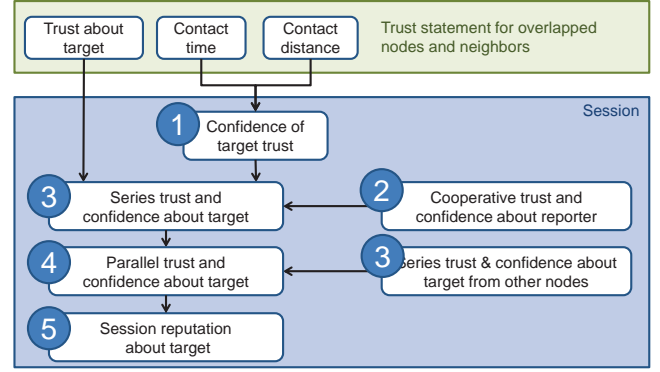 Trust about
target
Contact
time
Contact
distance
Trust statement for overlapped
nodes and neighbors
Session
1
Confidence of
target trust
3
Series trust and
confidence about target
2
Cooperative trust and
confidence about reporter
4
Parallel trust and
confidence about target
3
Series trust & confidence about
target from other nodes
5
Session reputation
about target